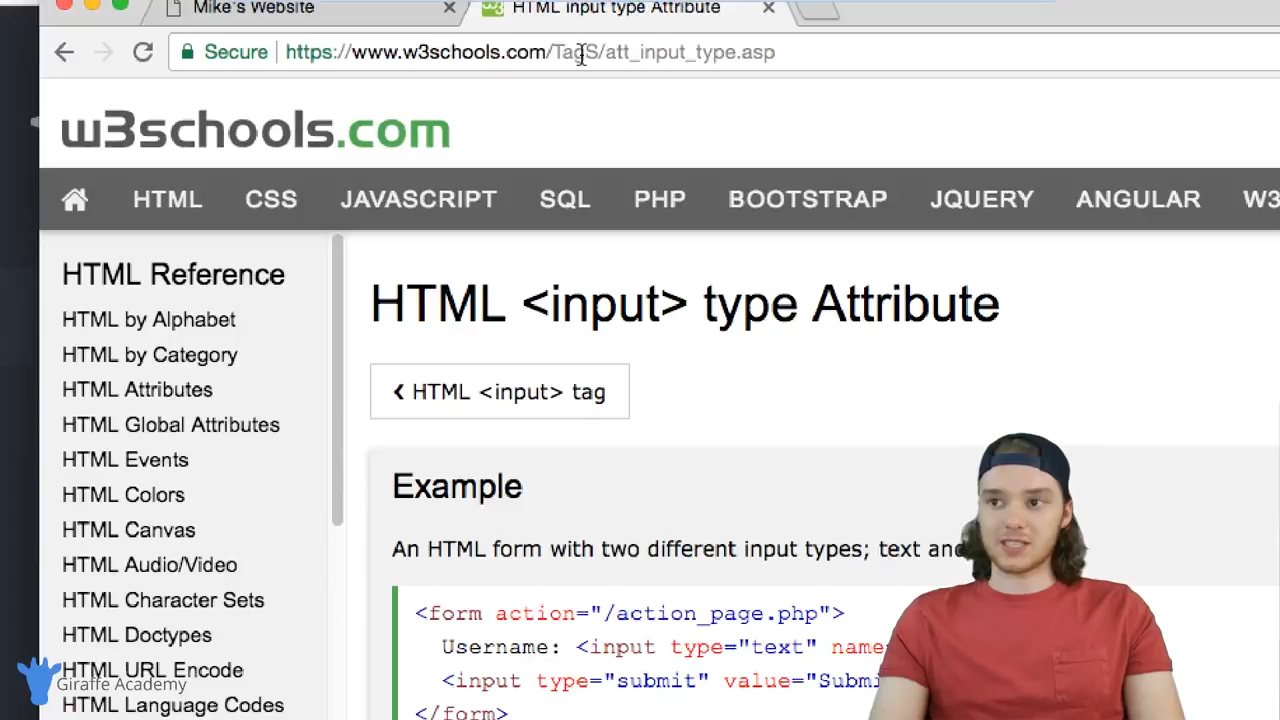 Mike's Website
HTML input type Attribute
Secure
https://www.w3schools.com/TagS/att_input_type.asp
w3schools.com
HTML CSS JAVASCRIPT SQL PHP BOOTSTRAP JQUERY ANGULAR W3
HTML Reference
HTML by Alphabet
HTML by Category
HTML Attributes
HTML Global Attributes
HTML Events
HTML Colors
HTML Canvas
HTML Audio/Video
HTML Character Sets
HTML Doctypes
HTML URL Encode
HTML Language Codes
Giraffe Academy
HTML <input> type Attribute
❮ HTML <input> tag
Example
An HTML form with two different input types; text and
<form action="/action_page.php">
Username: <input type="text" name=
<input type="submit" value="Submi
</form>